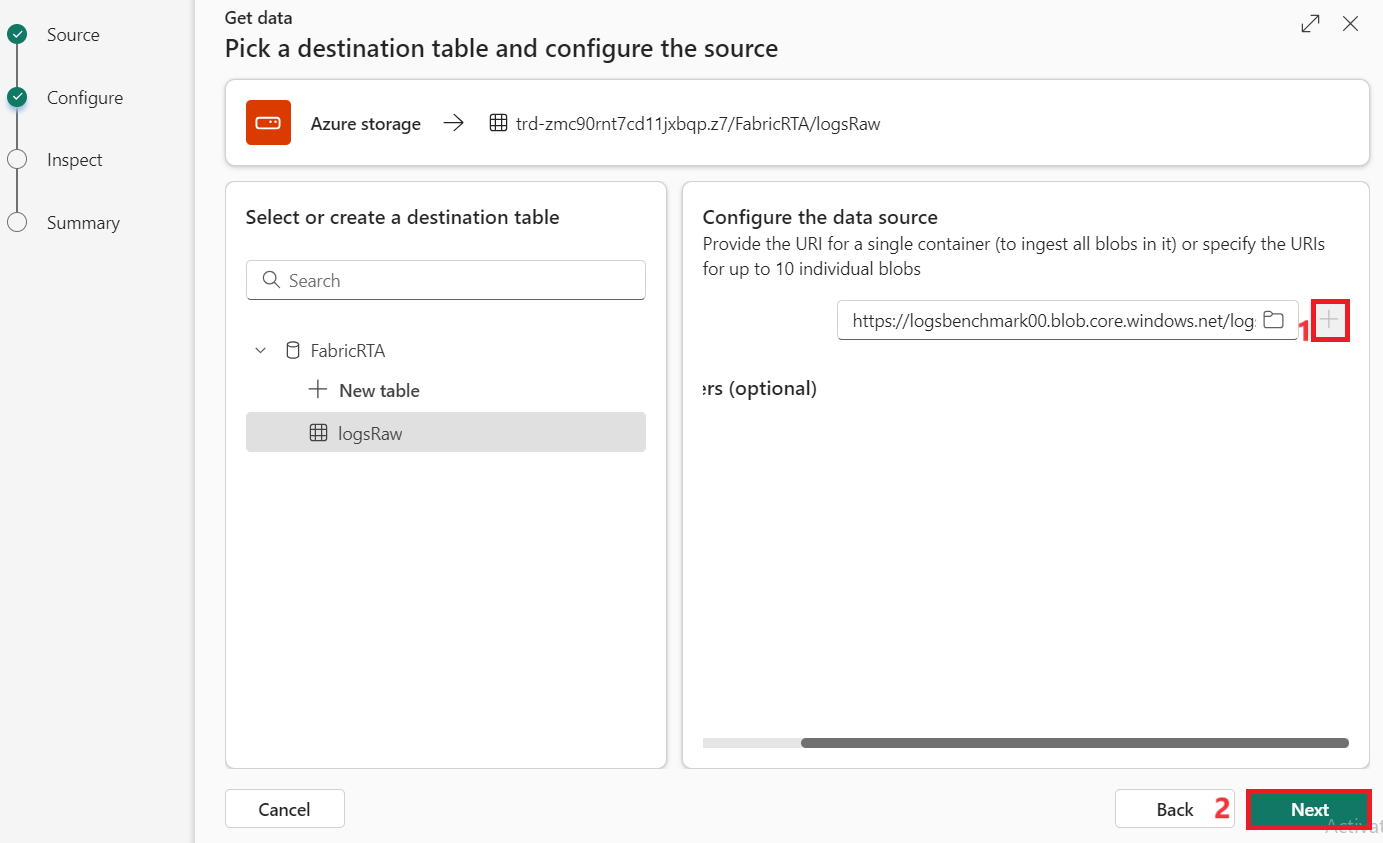 Source
Configure
Inspect
Summary
Get data
Pick a destination table and configure the source
Azure storage
trd-zmc90rnt7cd11jxbqp.z7/FabricRTA/logsRaw
Select or create a destination table
Search
FabricRTA
New table
logsRaw
Configure the data source
Provide the URI for a single container (to ingest all blobs in it) or specify the URIs
for up to 10 individual blobs
https://logsbenchmark00.blob.core.windows.net/log
1
ers (optional)
Cancel
Back
2
Next
Activat